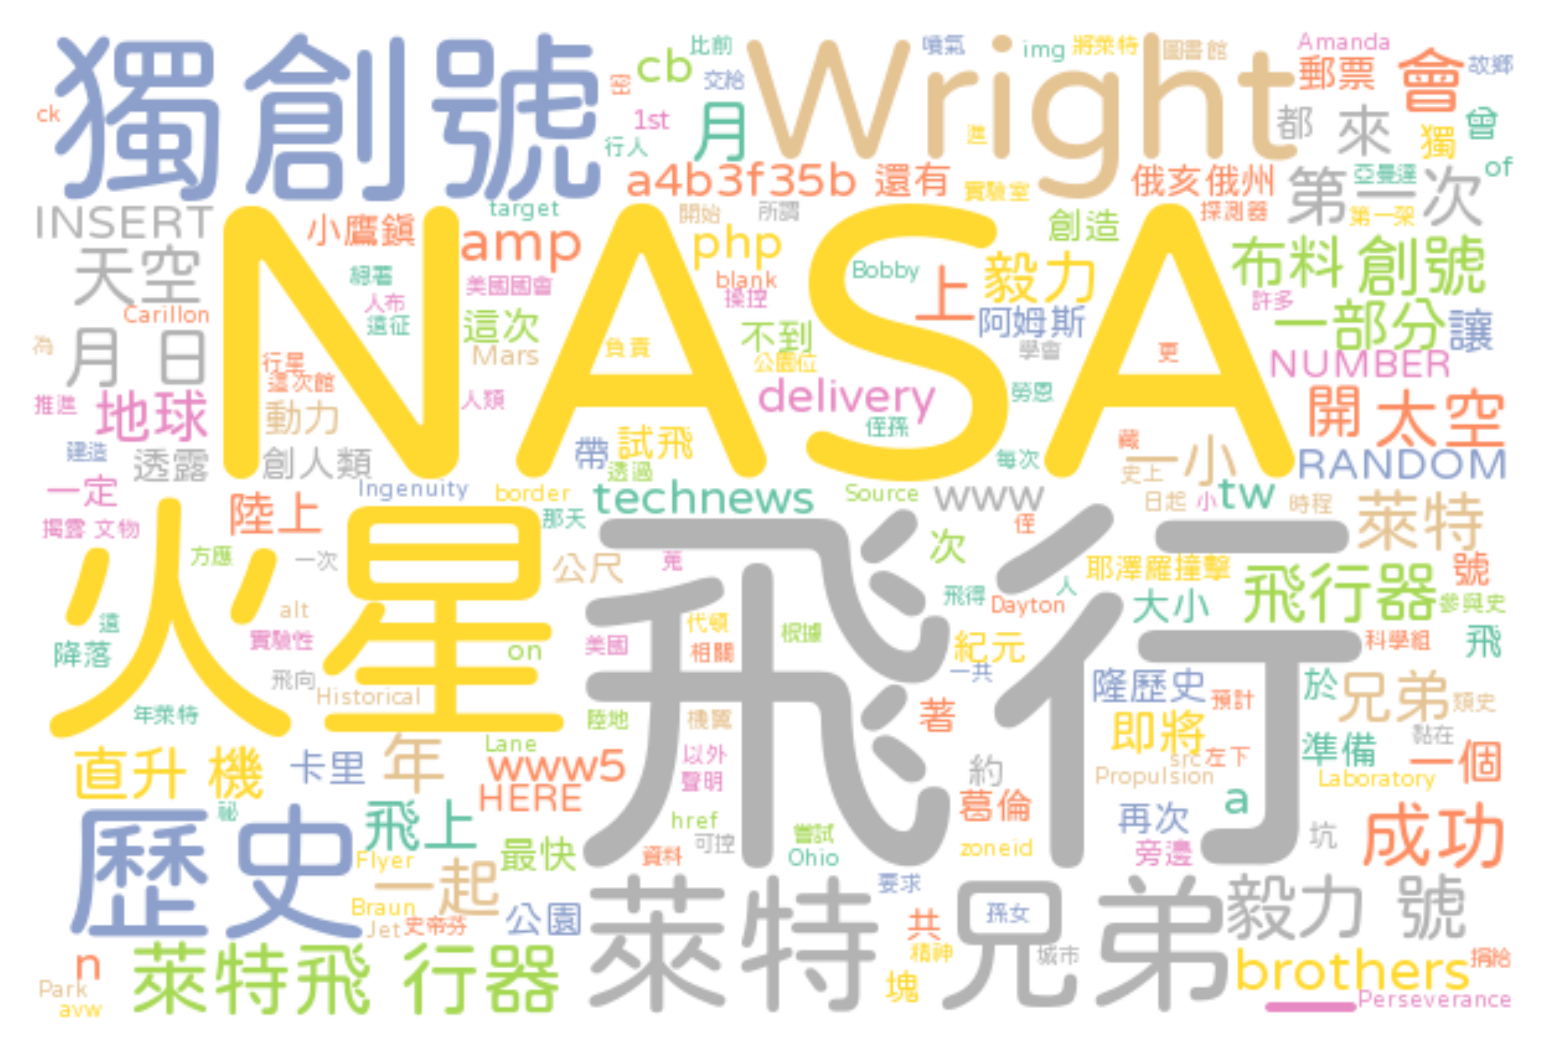 獨創號
Wright
NASA
火星
飛行
歷史
萊特兄弟
ck
密
cb
比前
交給
月
1st
行人
噴氣
進
img
將萊特
圖書館
Amanda
郵票
會
故鄉
都
來
獨
曾
of
a4b3f35b
還有
實驗室
俄亥俄州
亞曼達
探測器
第一次
第一架
INSERT
小鷹鎮
target
amp
開始
所謂
php
創造
布料
創號
天空
美國國會
blank
操控
Bobby
上
毅力
許多
Carillon
人布
遠征
這次
不到
阿姆斯
一部分
讓
為
月 日
行星
這次館
Mars
負責
公園位
學會
更
NUMBER
推進
地球
動力
人類
delivery
勞恩
開
太空
建造
透露
創人類
帶
試飛
透過
侄孫
每次
藏
一小
史上
RANDOM
一定
陸上
Ingenuity
border
那天
technews
Source
www
日起
小
tw
時程
萊特
揭露
文物
方應
一次
公尺
次
侄
耶澤羅撞擊
飛行器
號
alt
飛得
Dayton
人
大小
參與史
這
降落
實驗性
on
美國
代頓
相關
根據
紀元
科學組
飛
飛向
Historical
一共
隆歷史
預計
於
兄弟
類史
年萊特
陸地
機翼
著
即將
src
左下
準備
黏在
一個
直升
機
卡里
年
Lane
www5
以外
聲明
約
Propulsion
Laboratory
HERE
葛倫
a
祕
飛上
最快
href
可控
嘗試
再次
坑
成功
Flyer
一起
資料
Ohio
zoneid
旁邊
Braun
Jet
史帝芬
公園
要求
孫女
毅力
號
共
精神
城市
n
萊特飛
行器
塊
brothers
捐給
Park
avw
Perseverance